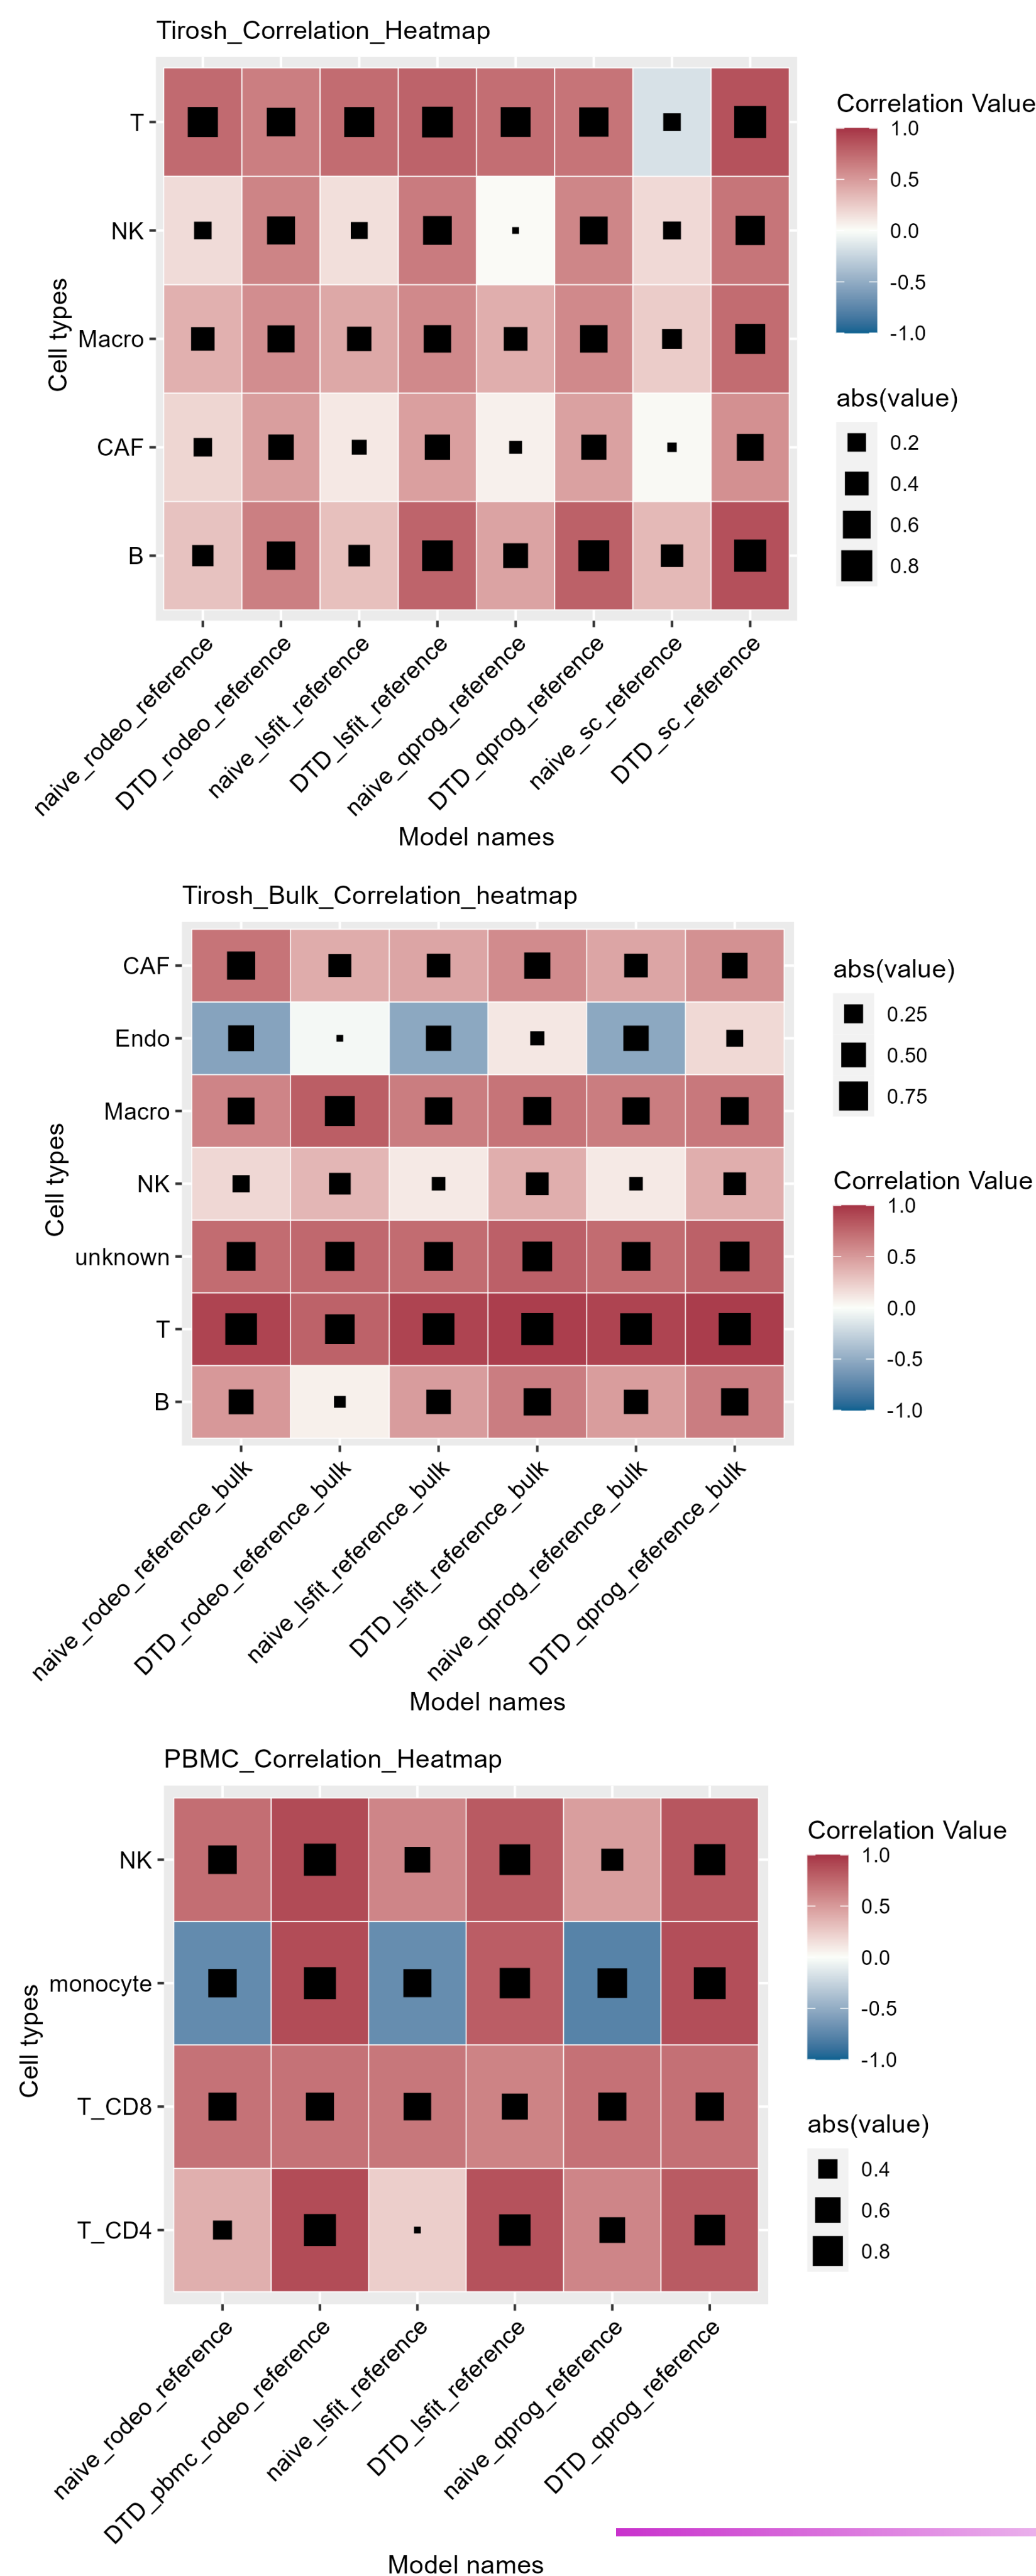 Tirosh_Correlation_Heatmap
T
NK
Macro
CAF
B
Cell types
naive_rodeo_reference
DTD_rodeo_reference
naive_lsfit_reference
DTD_lsfit_reference
naive_qprog_reference
DTD_qprog_reference
naive_sc_reference
DTD_sc_reference
Model names
Correlation Value
1.0
0.5
0.0
-0.5
-1.0
abs(value)
0.2
0.4
0.6
0.8
Tirosh_Bulk_Correlation_heatmap
CAF
Endo
Macro
NK
unknown
T
B
Cell types
naive_rodeo_reference_bulk
DTD_rodeo_reference_bulk
naive_lsfit_reference_bulk
DTD_lsfit_reference_bulk
naive_qprog_reference_bulk
DTD_qprog_reference_bulk
Model names
abs(value)
0.25
0.50
0.75
Correlation Value
1.0
0.5
0.0
-0.5
-1.0
PBMC_Correlation_Heatmap
NK
monocyte
T_CD8
T_CD4
Cell types
naive_rodeo_reference
DTD_pbmc_rodeo_reference
naive_lsfit_reference
DTD_lsfit_reference
naive_qprog_reference
DTD_qprog_reference
Model names
Correlation Value
1.0
0.5
0.0
-0.5
-1.0
abs(value)
0.4
0.6
0.8